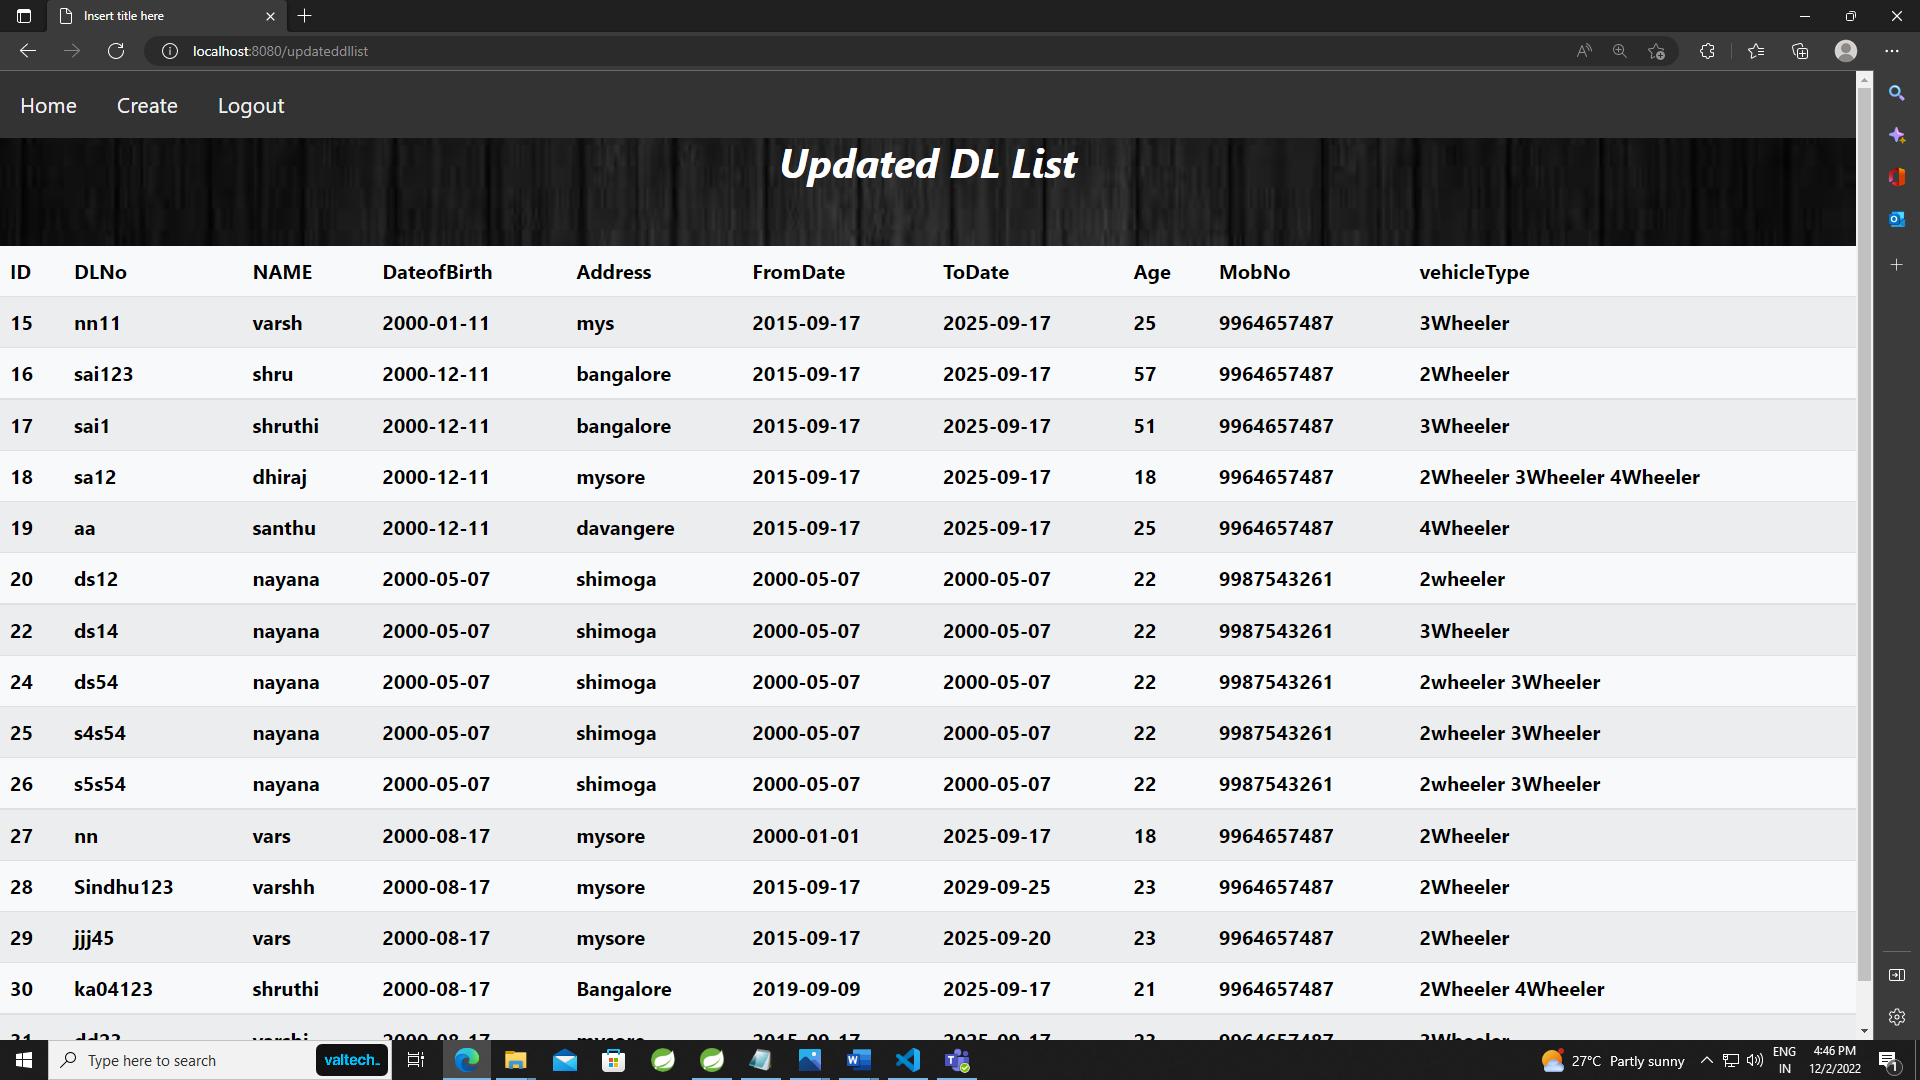 Insert title here
localhost:8080/updateddllist
Home Create Logout
Updated DL List
ID DLNo NAME DateofBirth Address FromDate ToDate Age MobNo vehicleType
15 nn11 varsh 2000-01-11 mys 2015-09-17 2025-09-17 25 9964657487 3Wheeler
16 sai123 shru 2000-12-11 bangalore 2015-09-17 2025-09-17 57 9964657487 2Wheeler
17 sai1 shruthi 2000-12-11 bangalore 2015-09-17 2025-09-17 51 9964657487 3Wheeler
18 sa12 dhiraj 2000-12-11 mysore 2015-09-17 2025-09-17 18 9964657487 2Wheeler 3Wheeler 4Wheeler
19 aa santhu 2000-12-11 davangere 2015-09-17 2025-09-17 25 9964657487 4Wheeler
20 ds12 nayana 2000-05-07 shimoga 2000-05-07 2000-05-07 22 9987543261 2wheeler
22 ds14 nayana 2000-05-07 shimoga 2000-05-07 2000-05-07 22 9987543261 3Wheeler
24 ds54 nayana 2000-05-07 shimoga 2000-05-07 2000-05-07 22 9987543261 2wheeler 3Wheeler
25 s4s54 nayana 2000-05-07 shimoga 2000-05-07 2000-05-07 22 9987543261 2wheeler 3Wheeler
26 s5s54 nayana 2000-05-07 shimoga 2000-05-07 2000-05-07 22 9987543261 2wheeler 3Wheeler
27 nn vars 2000-08-17 mysore 2000-01-01 2025-09-17 18 9964657487 2Wheeler
28 Sindhu123 varshh 2000-08-17 mysore 2015-09-17 2029-09-25 23 9964657487 2Wheeler
29 jjj45 vars 2000-08-17 mysore 2015-09-17 2025-09-20 23 9964657487 2Wheeler
30 ka04123 shruthi 2000-08-17 Bangalore 2019-09-09 2025-09-17 21 9964657487 2Wheeler 4Wheeler
Type here to search
valtech_
27°C Partly sunny
ENG
IN
4:46 PM
12/2/2022
1